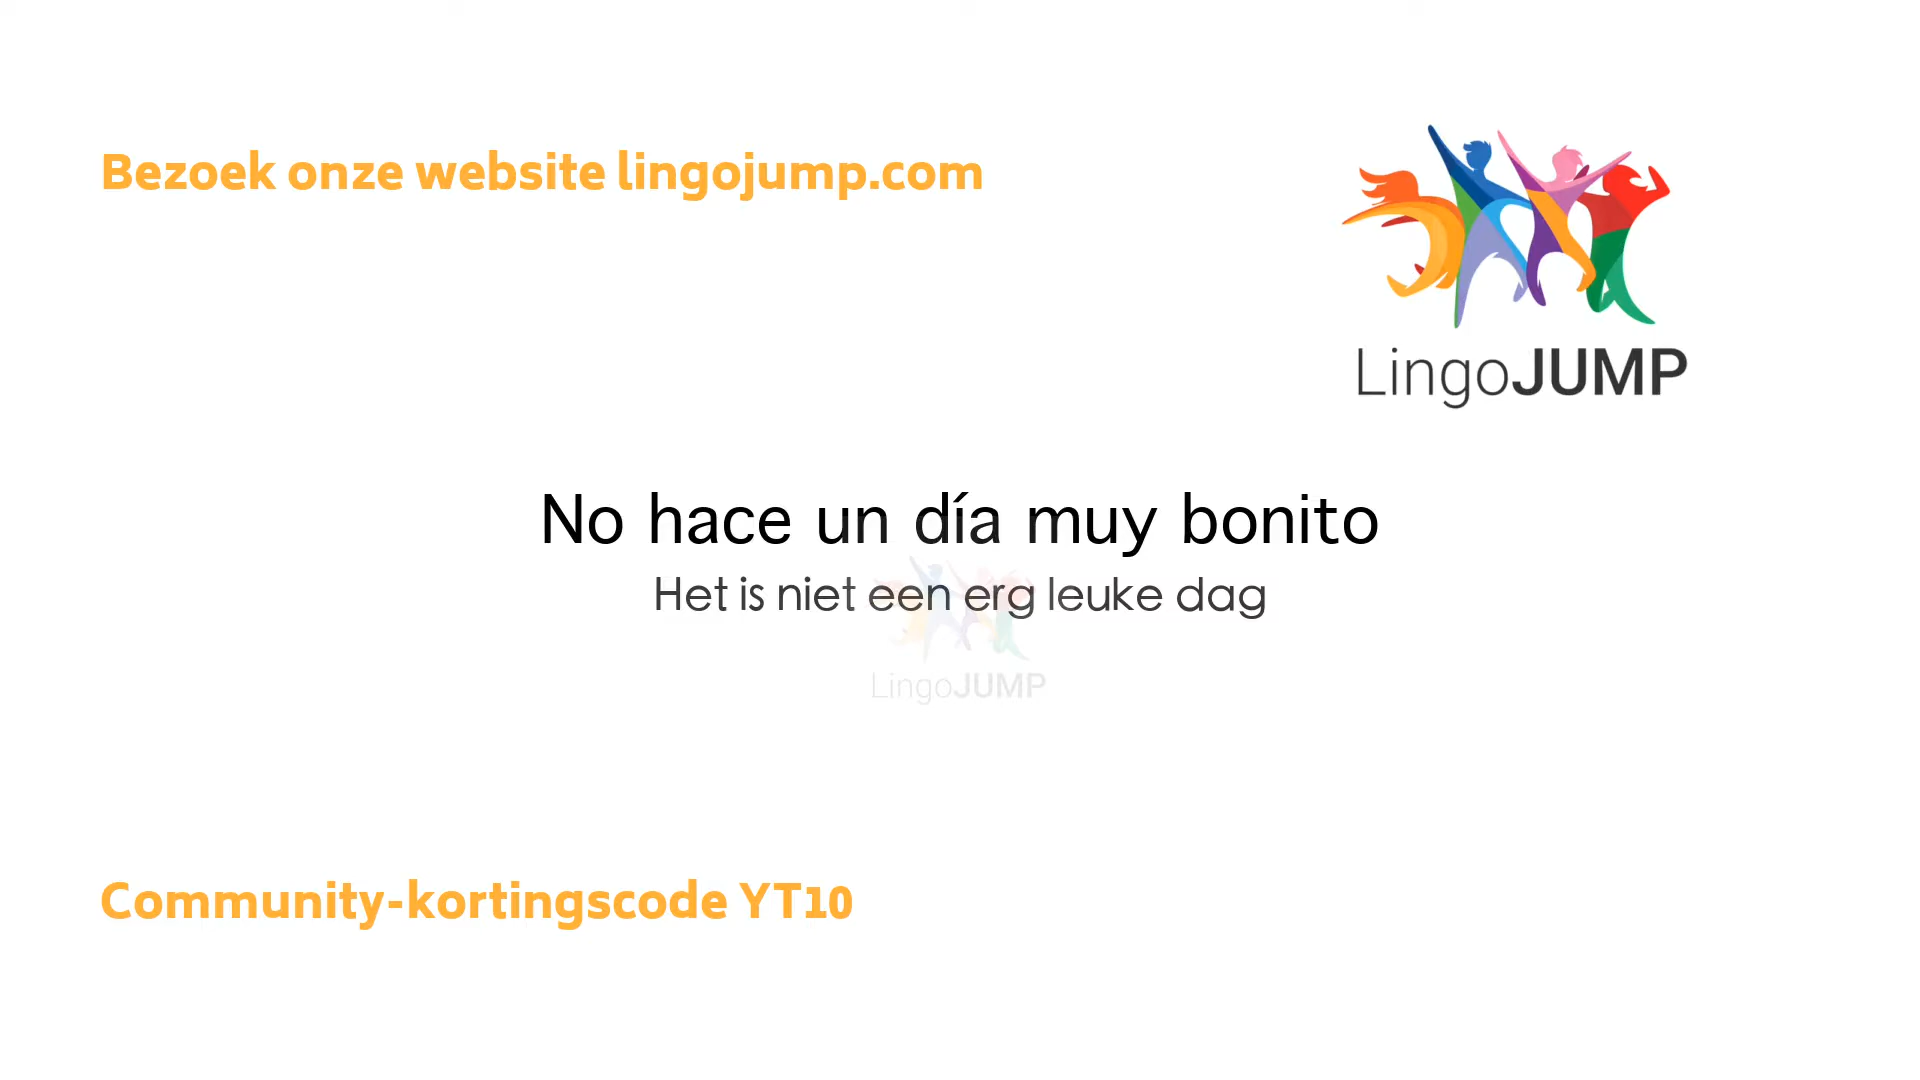 Bezoek onze website lingojump.com
LingoJUMP
No hace un día muy bonito
Het is niet een erg leuke dag
LingoJUMP
Community-kortingscode YT10